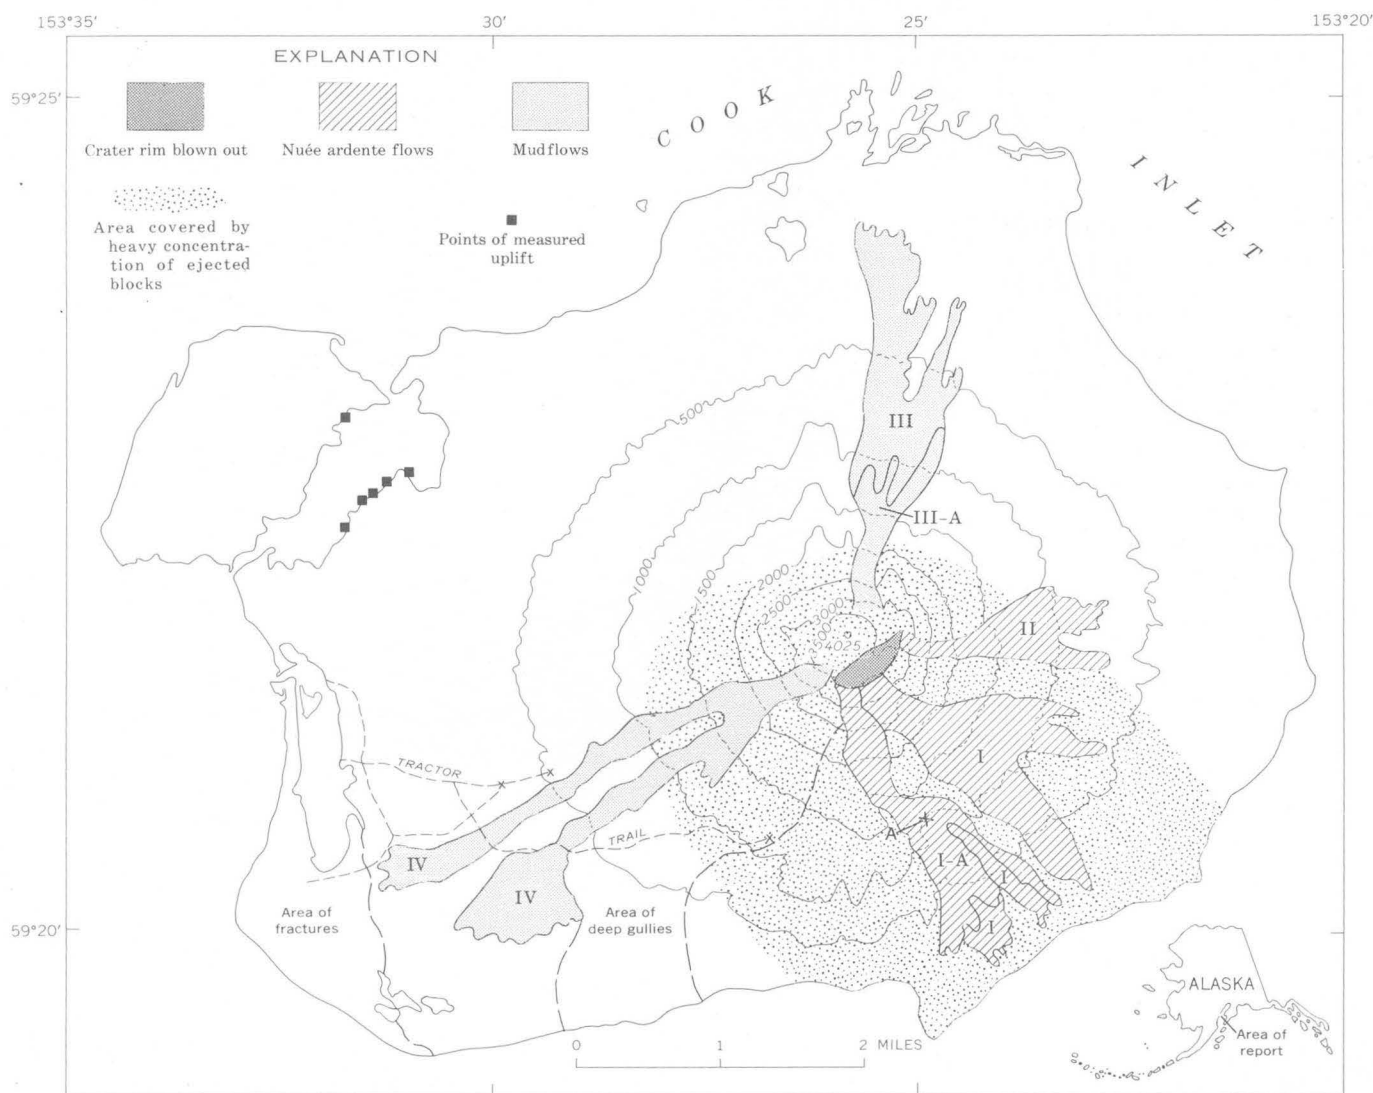 153°35′
30′
25′
153°20′
59°25′
EXPLANATION
Crater rim blown out
Nuée ardente flows
Mudflows
Area covered by
heavy concentra-
tion of ejected
blocks
Points of measured
uplift
COOK
INLET
500
1000
1500
2000
2500
3000
3500
4025
III
III-A
II
I
A
I-A
I
I
TRACTOR
TRAIL
IV
IV
Area of
fractures
Area of
deep gullies
59°20′
ALASKA
Area of
report
0 1 2 MILES